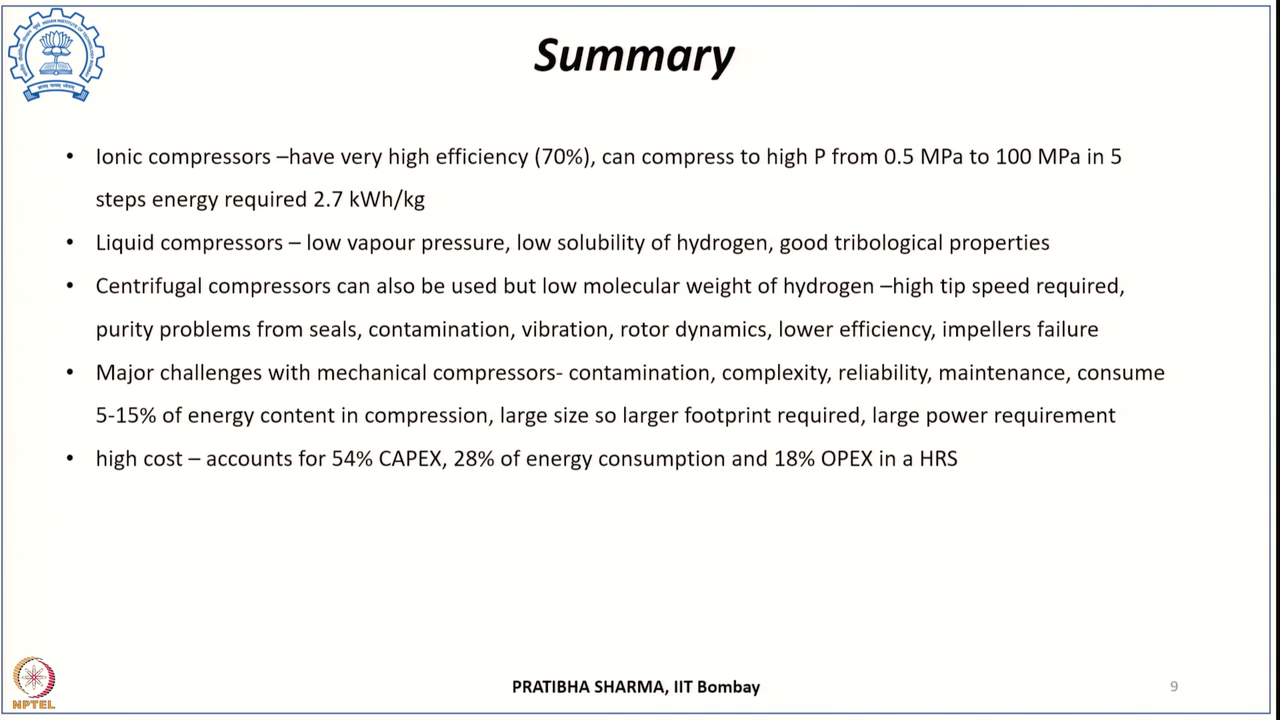 Summary
• Ionic compressors –have very high efficiency (70%), can compress to high P from 0.5 MPa to 100 MPa in 5
steps energy required 2.7 kWh/kg
• Liquid compressors – low vapour pressure, low solubility of hydrogen, good tribological properties
• Centrifugal compressors can also be used but low molecular weight of hydrogen –high tip speed required,
purity problems from seals, contamination, vibration, rotor dynamics, lower efficiency, impellers failure
• Major challenges with mechanical compressors- contamination, complexity, reliability, maintenance, consume
5-15% of energy content in compression, large size so larger footprint required, large power requirement
• high cost – accounts for 54% CAPEX, 28% of energy consumption and 18% OPEX in a HRS
NPTEL
PRATIBHA SHARMA, IIT Bombay
9